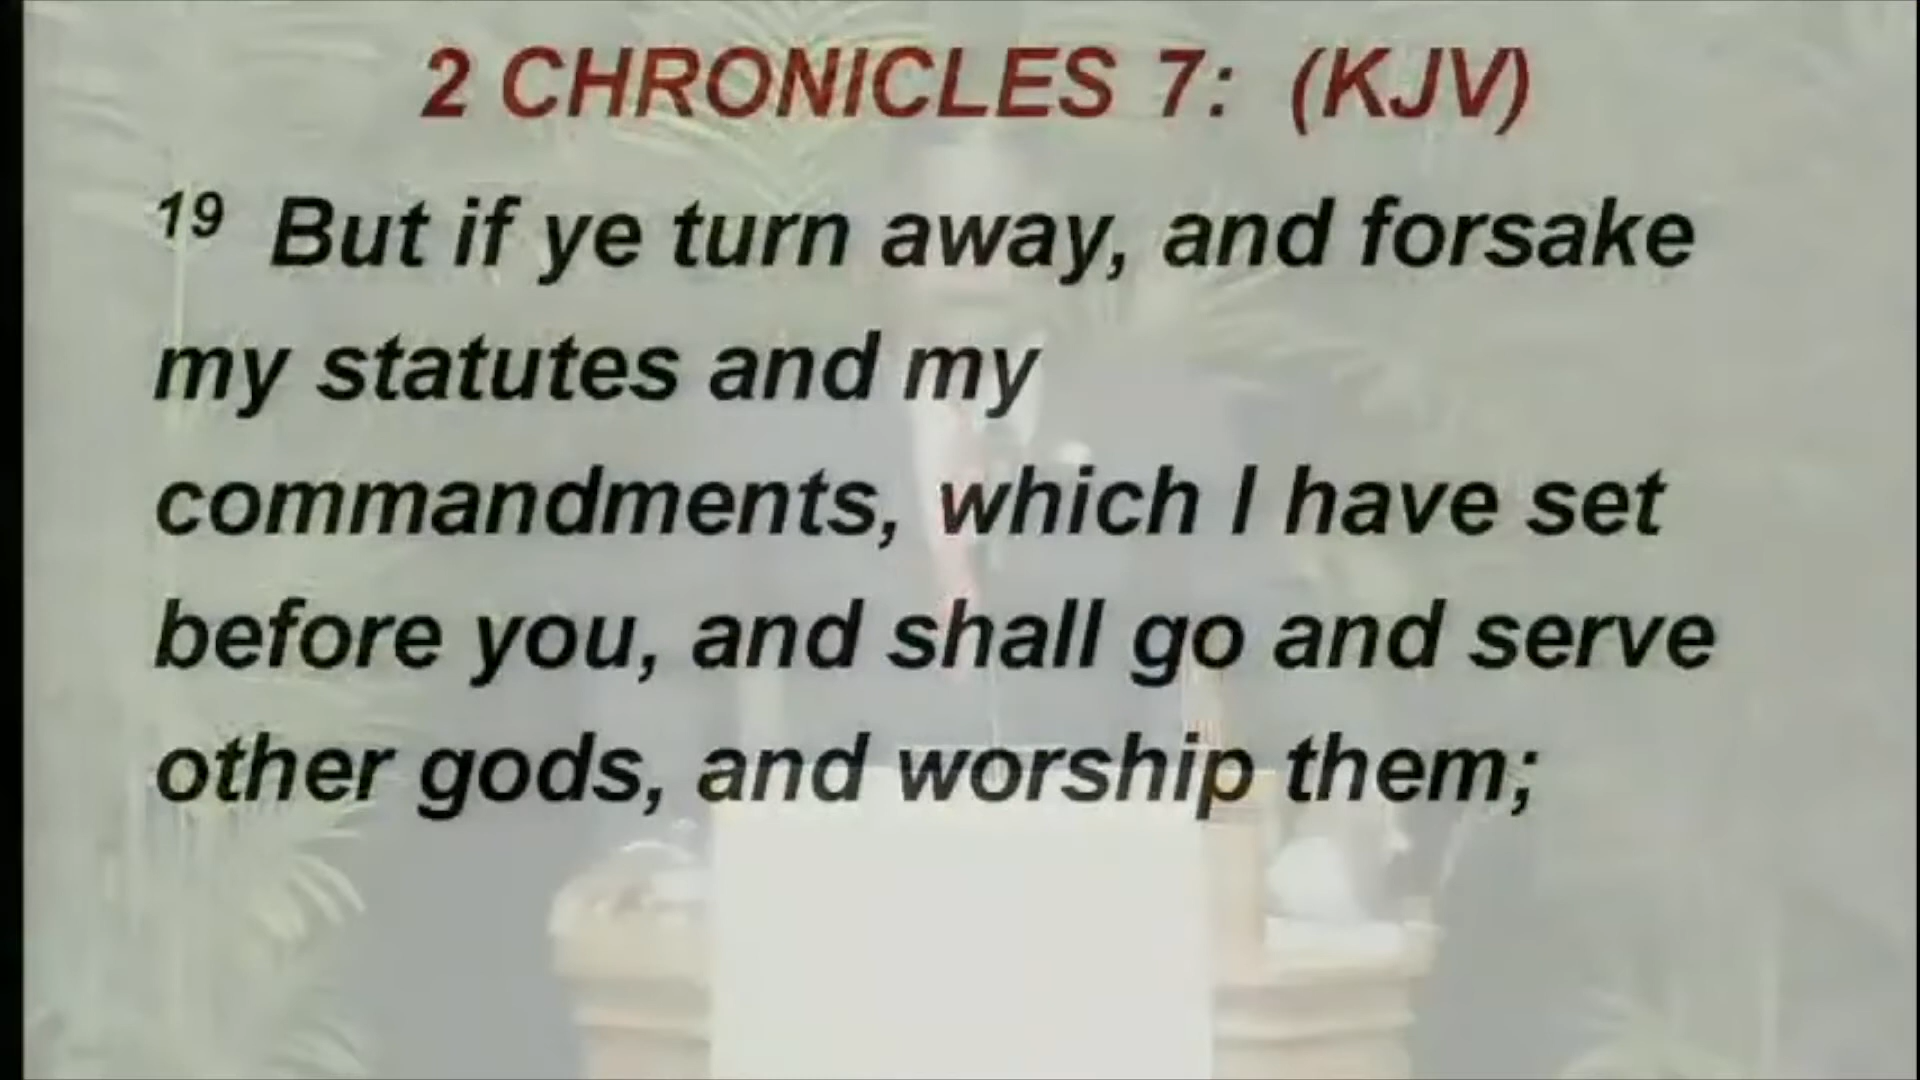 2 CHRONICLES 7: (KJV)
19 But if ye turn away, and forsake
my statutes and my
commandments, which I have set
before you, and shall go and serve
other gods, and worship them;